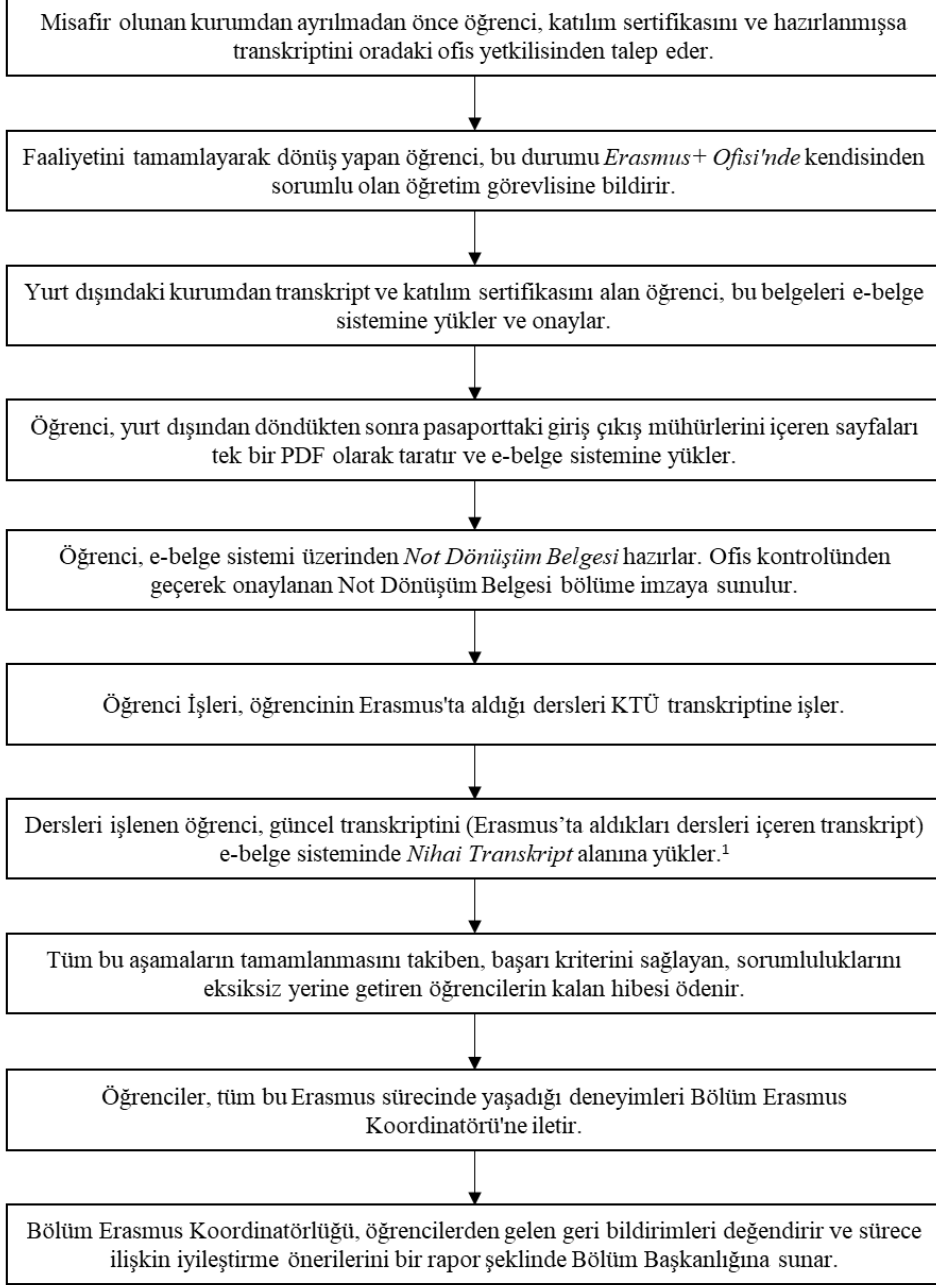 Misafir olunan kurumdan ayrılmadan önce öğrenci, katılım sertifikasını ve hazırlanmışsa
transkriptini oradaki ofis yetkilisinden talep eder.
Faaliyetini tamamlayarak dönüş yapan öğrenci, bu durumu Erasmus+ Ofisi'nde kendisinden
sorumlu olan öğretim görevlisine bildirir.
Yurt dışındaki kurumdan transkript ve katılım sertifikasını alan öğrenci, bu belgeleri e-belge
sistemine yükler ve onaylar.
Öğrenci, yurt dışından döndükten sonra pasaporttaki giriş çıkış mühürlerini içeren sayfaları
tek bir PDF olarak taratır ve e-belge sistemine yükler.
Öğrenci, e-belge sistemi üzerinden Not Dönüşüm Belgesi hazırlar. Ofis kontrolünden
geçerek onaylanan Not Dönüşüm Belgesi bölüme imzaya sunulur.
Öğrenci İşleri, öğrencinin Erasmus'ta aldığı dersleri KTÜ transkriptine işler.
Dersleri işlenen öğrenci, güncel transkriptini (Erasmus’ta aldıkları dersleri içeren transkript)
e-belge sisteminde Nihai Transkript alanına yükler.¹
Tüm bu aşamaların tamamlanmasını takiben, başarı kriterini sağlayan, sorumluluklarını
eksiksiz yerine getiren öğrencilerin kalan hibesi ödenir.
Öğrenciler, tüm bu Erasmus sürecinde yaşadığı deneyimleri Bölüm Erasmus
Koordinatörü'ne iletir.
Bölüm Erasmus Koordinatörlüğü, öğrencilerden gelen geri bildirimleri değendirir ve sürece
ilişkin iyileştirme önerilerini bir rapor şeklinde Bölüm Başkanlığına sunar.